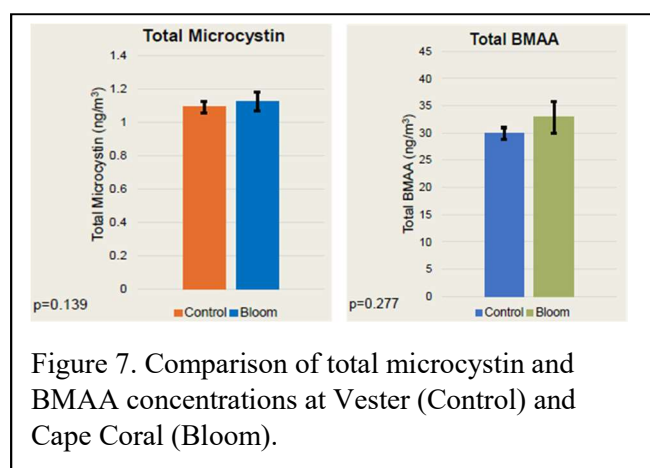 Total Microcystin
1.4
1.2
1
0.8
0.6
0.4
0.2
0
Total Microcystin (ng/m³)
p=0.139
Control Bloom
Total BMAA
45
40
35
30
25
20
15
10
5
0
Total BMAA (ng/m³)
p=0.277
Control Bloom
Figure 7. Comparison of total microcystin and
BMAA concentrations at Vester (Control) and
Cape Coral (Bloom).